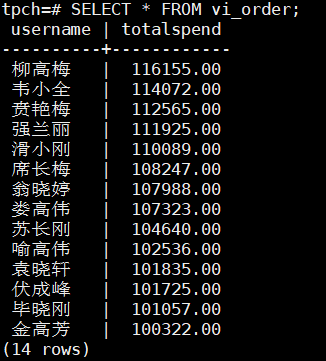 tpch=# SELECT * FROM vi_order;
 username | totalspend
----------+------------
 柳高梅   |  116155.00
 韦小全   |  114072.00
 贲艳梅   |  112565.00
 强兰丽   |  111925.00
 滑小刚   |  110089.00
 席长梅   |  108247.00
 翁晓婷   |  107988.00
 娄高伟   |  107323.00
 苏长刚   |  104640.00
 喻高伟   |  102536.00
 袁晓轩   |  101835.00
 伏成峰   |  101725.00
 毕晓刚   |  101057.00
 金高芳   |  100322.00
(14 rows)